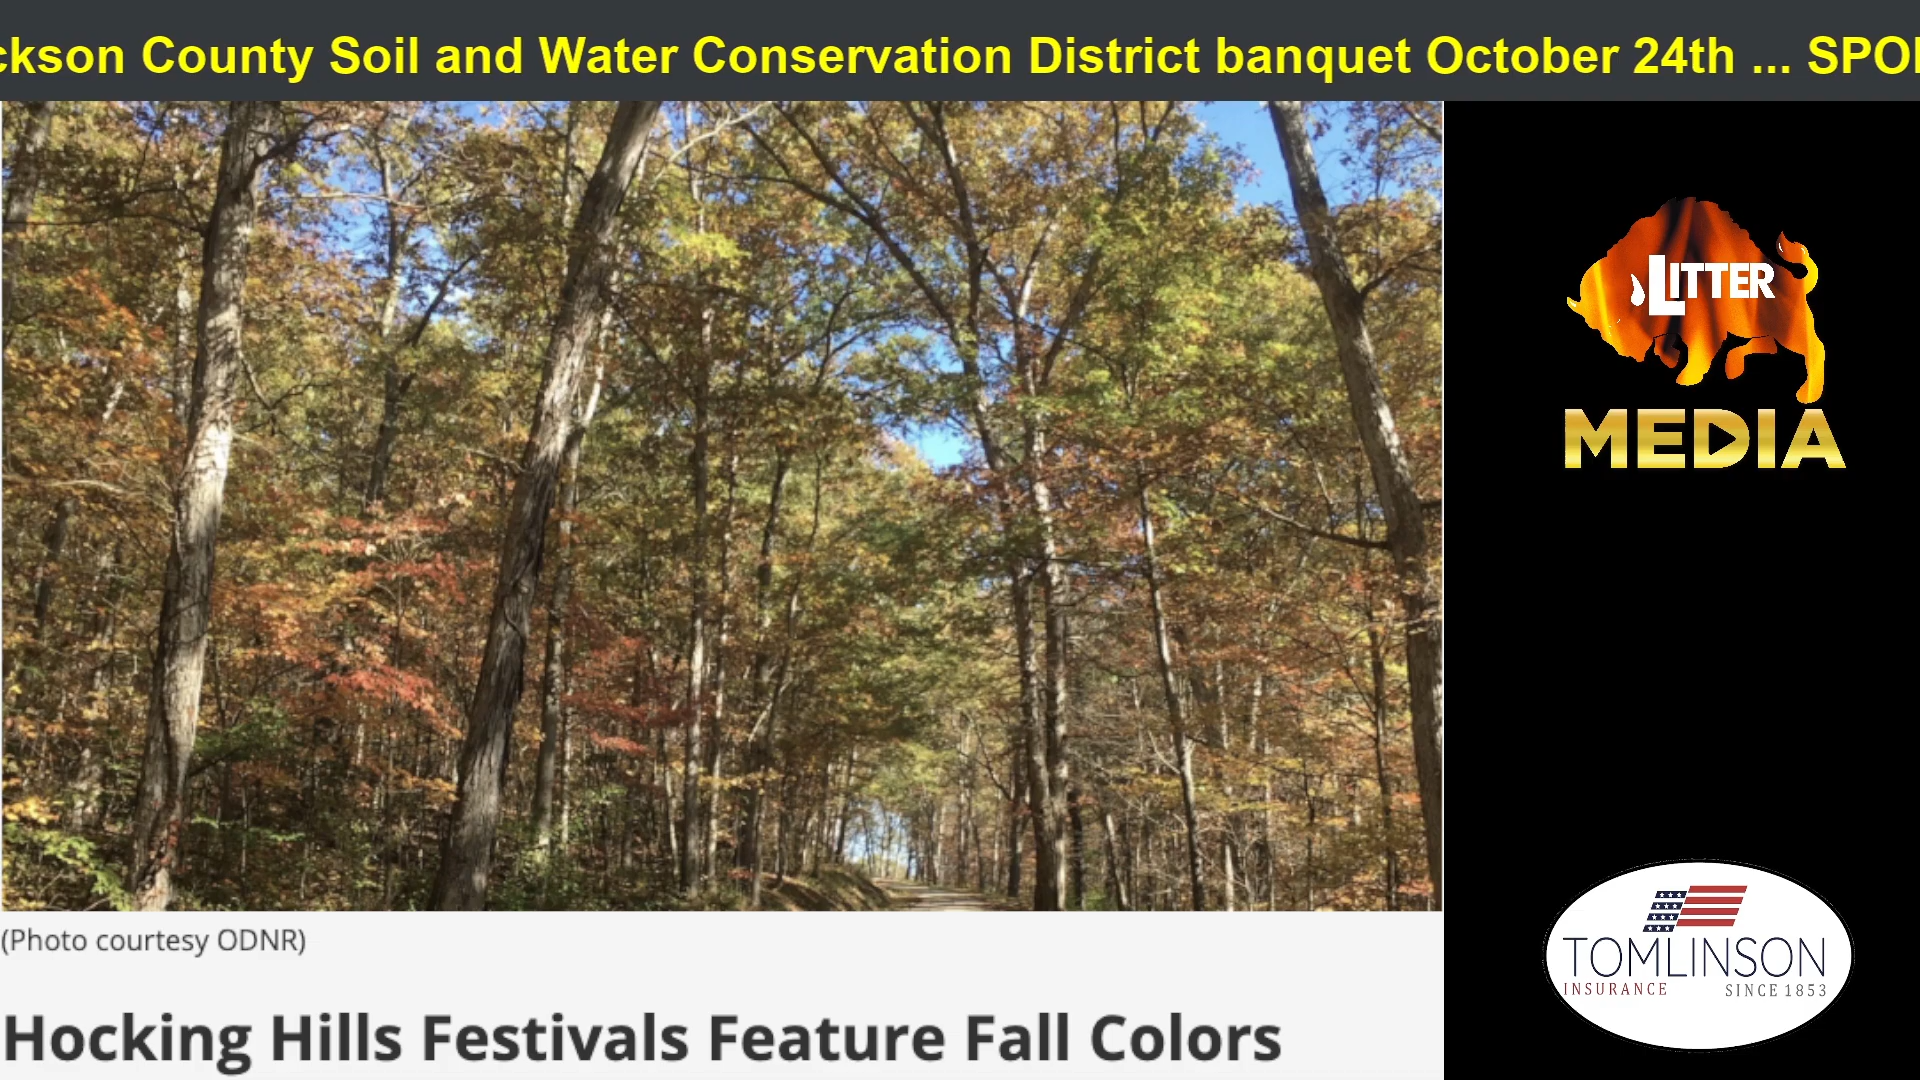 ckson County Soil and Water Conservation District banquet October 24th ... SPO
LITTER
MEDIA
(Photo courtesy ODNR)
Hocking Hills Festivals Feature Fall Colors
TOMLINSON
INSURANCE SINCE 1853